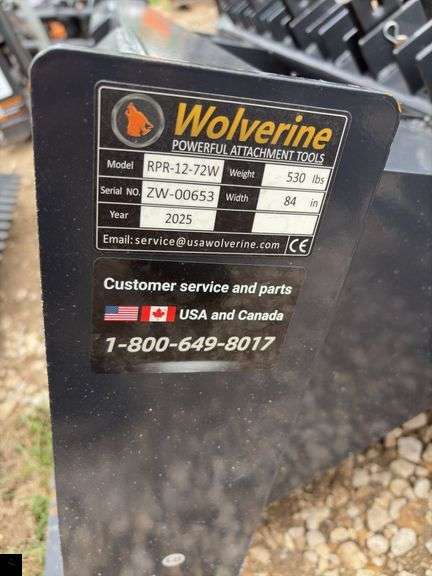 Wolverine
POWERFUL ATTACHMENT TOOLS
Model RPR-12-72W Weight 530 lbs
Serial NO. ZW-00653 Width 84 in
Year 2025
Email: service@usawolverine.com CE
Customer service and parts
USA and Canada
1-800-649-8017